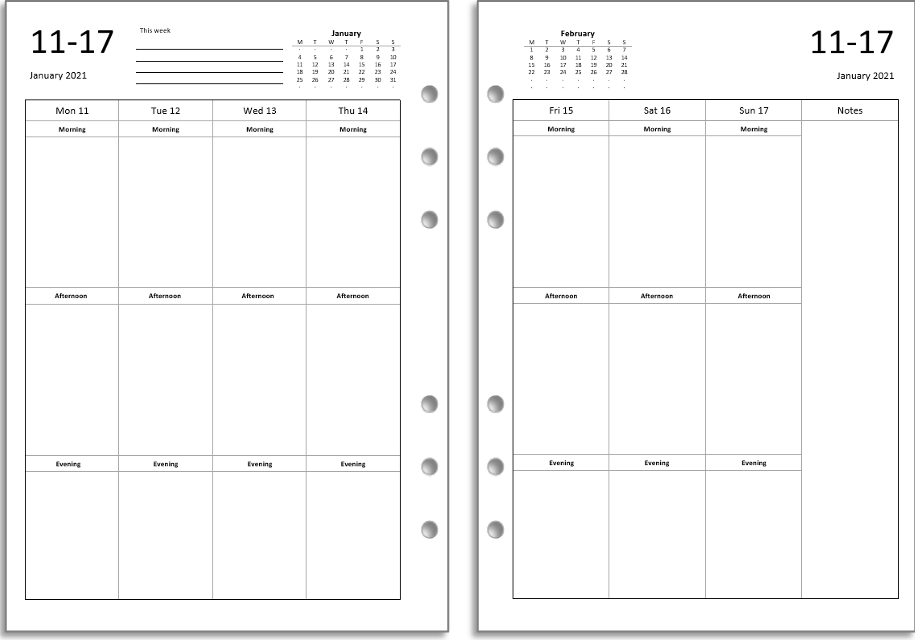 11-17
January 2021
This week
January
M T W T F S S
· · · · 1 2 3
4 5 6 7 8 9 10
11 12 13 14 15 16 17
18 19 20 21 22 23 24
25 26 27 28 29 30 31
· · · · · · ·
Mon 11 Tue 12 Wed 13 Thu 14
Morning Morning Morning Morning
Afternoon Afternoon Afternoon Afternoon
Evening Evening Evening Evening
February
M T W T F S S
1 2 3 4 5 6 7
8 9 10 11 12 13 14
15 16 17 18 19 20 21
22 23 24 25 26 27 28
· · · · · · ·
· · · · · · ·
11-17
January 2021
Fri 15 Sat 16 Sun 17 Notes
Morning Morning Morning
Afternoon Afternoon Afternoon
Evening Evening Evening